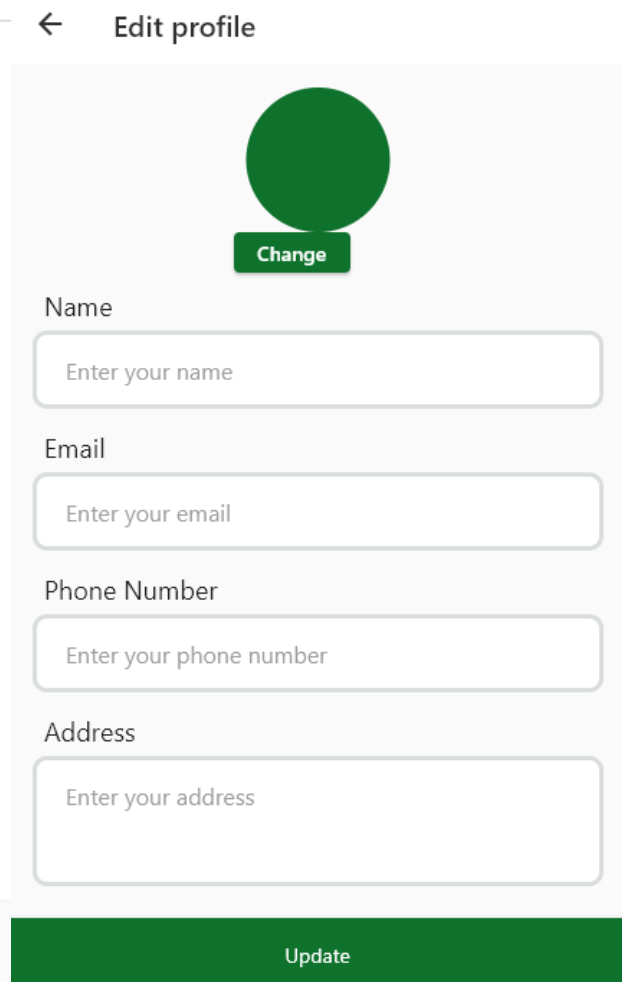 Edit profile
Change
Name
Enter your name
Email
Enter your email
Phone Number
Enter your phone number
Address
Enter your address
Update